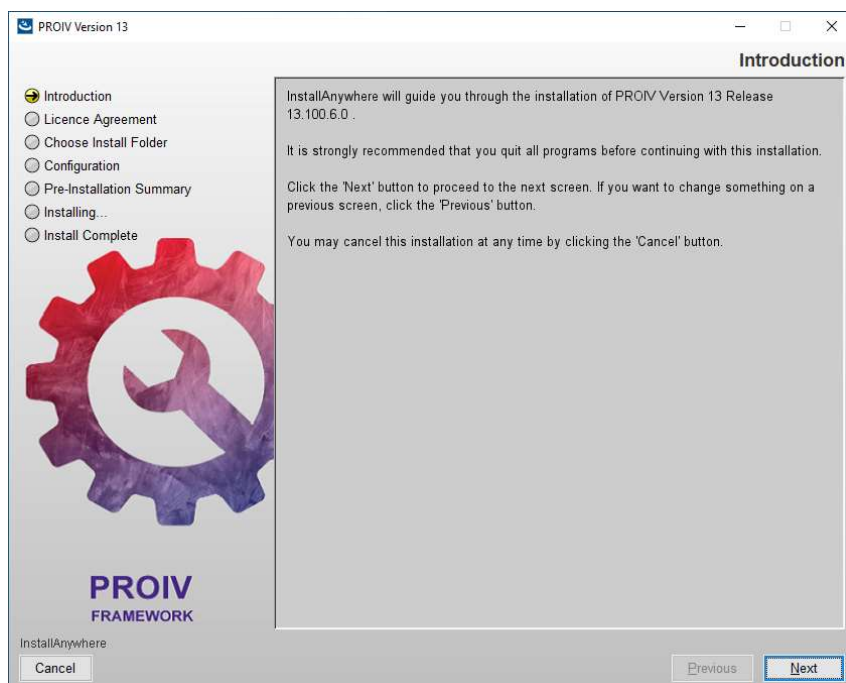 PROIV Version 13
Introduction
Introduction
Licence Agreement
Choose Install Folder
Configuration
Pre-Installation Summary
Installing...
Install Complete
InstallAnywhere will guide you through the installation of PROIV Version 13 Release
13.100.6.0 .
It is strongly recommended that you quit all programs before continuing with this installation.
Click the 'Next' button to proceed to the next screen. If you want to change something on a
previous screen, click the 'Previous' button.
You may cancel this installation at any time by clicking the 'Cancel' button.
PROIV
FRAMEWORK
InstallAnywhere
Cancel
Previous
Next